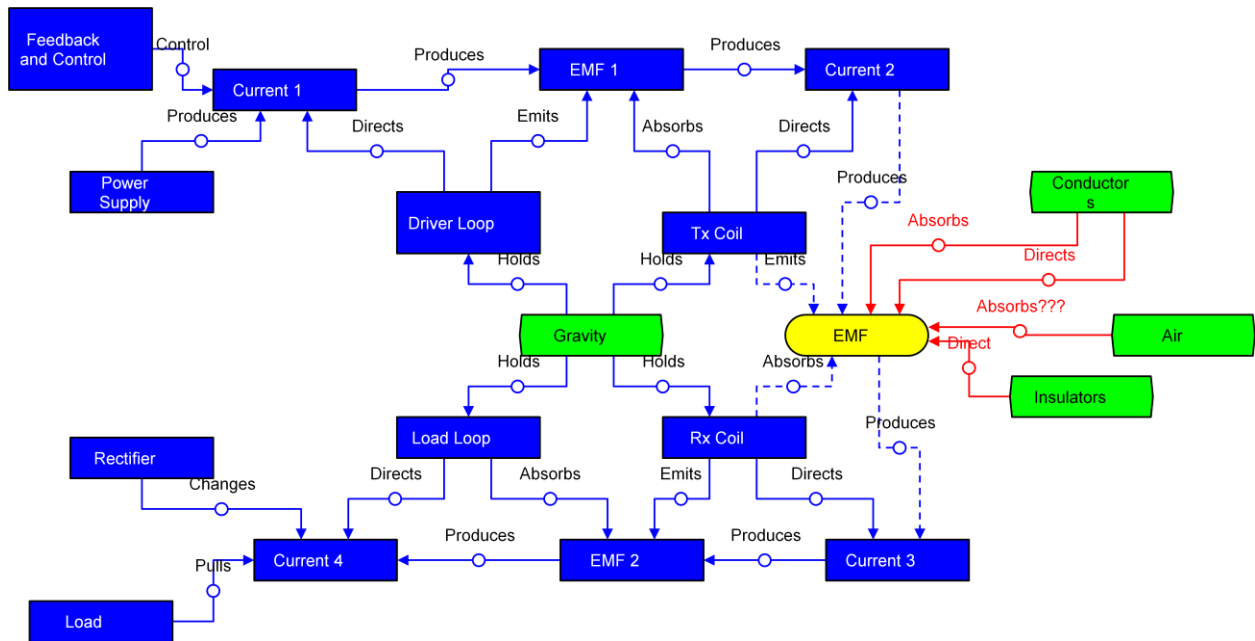 Feedback
and Control
Control
Produces
EMF 1
Produces
Current 2
Current 1
Produces
Directs
Emits
Absorbs
Directs
Power
Supply
Produces
Conductor
s
Driver Loop
Tx Coil
Absorbs
Holds
Holds
Emits
Directs
Absorbs???
Gravity
EMF
Direct
Air
Holds
Holds
Absorbs
Insulators
Load Loop
Rx Coil
Produces
Rectifier
Changes
Directs
Absorbs
Emits
Directs
Produces
Produces
Current 4
EMF 2
Current 3
Pulls
Load